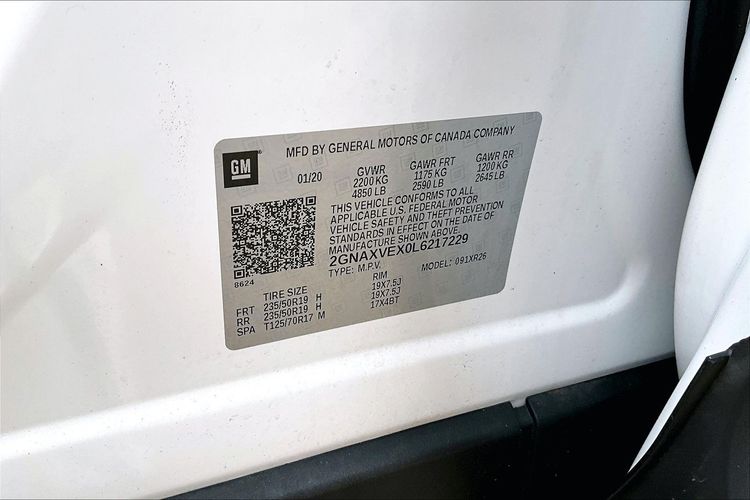 GM
MFD BY GENERAL MOTORS OF CANADA COMPANY
01/20 GVWR GAWR FRT GAWR RR
2200 KG 1175 KG 1200 KG
4850 LB 2590 LB 2645 LB
THIS VEHICLE CONFORMS TO ALL
APPLICABLE U.S. FEDERAL MOTOR
VEHICLE SAFETY AND THEFT PREVENTION
STANDARDS IN EFFECT ON THE DATE OF
MANUFACTURE SHOWN ABOVE.
2GNAXVEX0L6217229
8624 TYPE: M.P.V. MODEL: 091XR26
TIRE SIZE RIM
FRT 235/50R19 H 19X7.5J
RR 235/50R19 H 19X7.5J
SPA T125/70R17 M 17X4BT